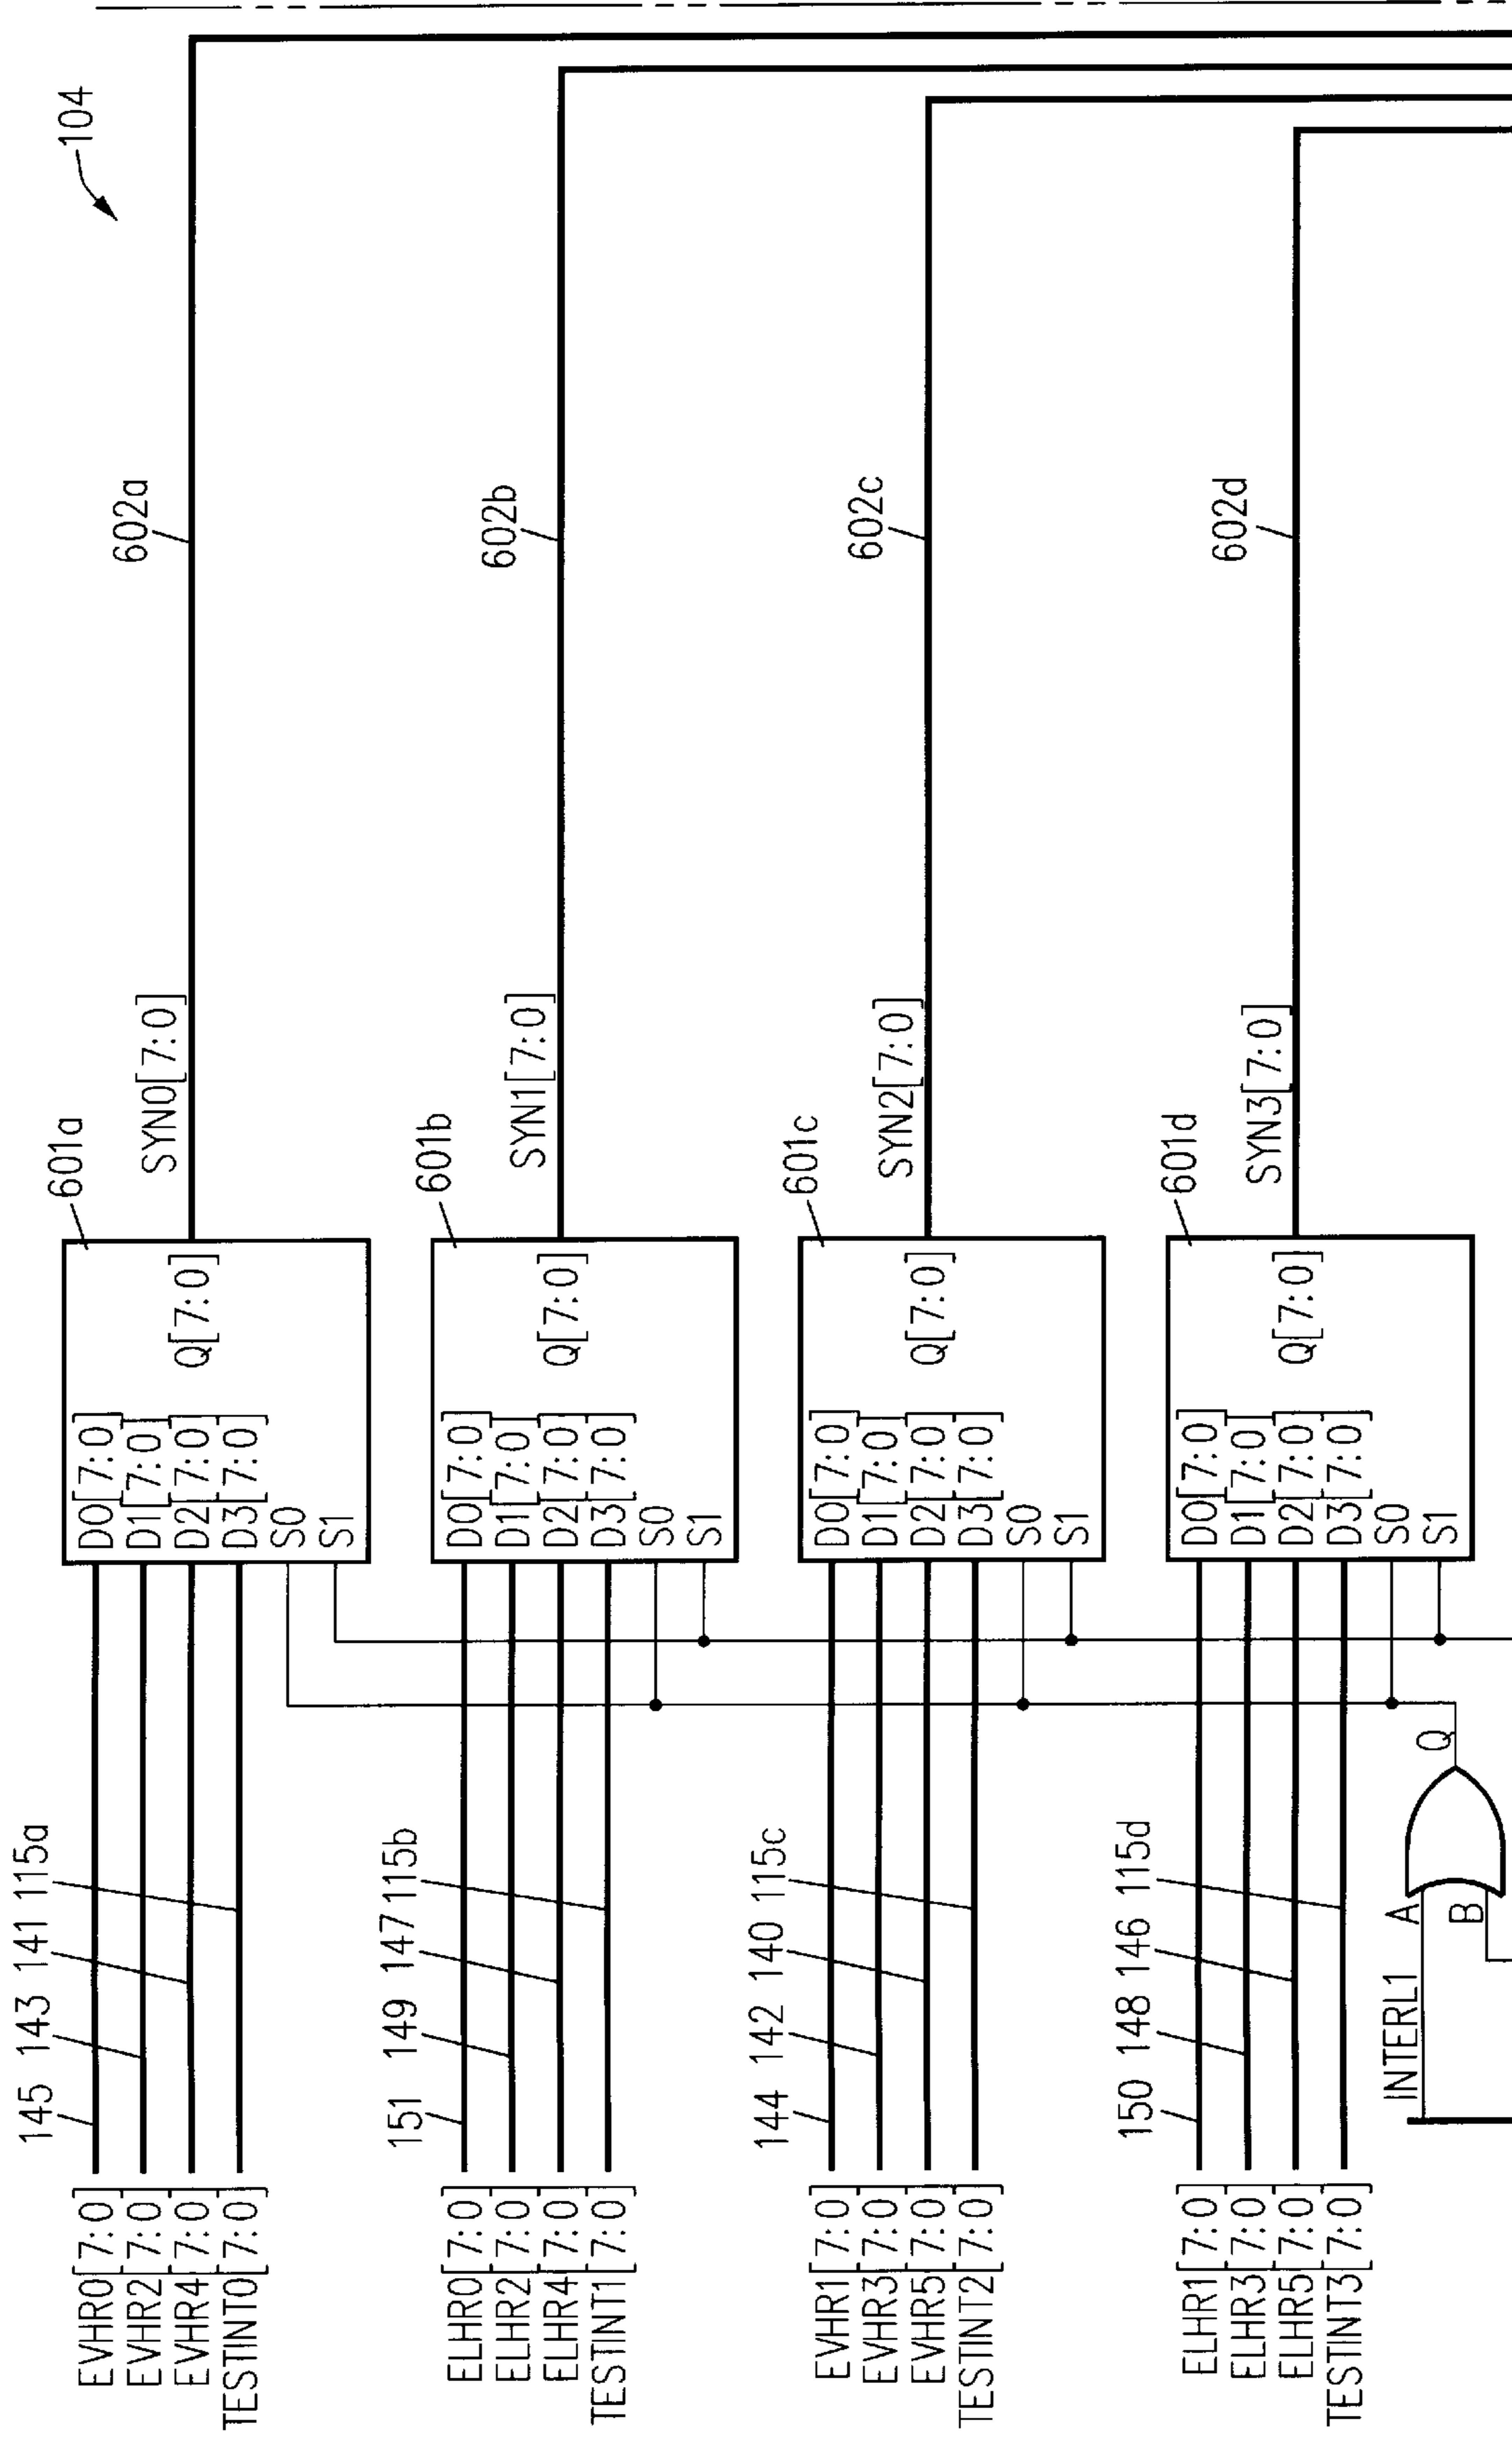 104
602a
SYN0[7:0]
601a
D0[7:0]
D1[7:0]
D2[7:0]
D3[7:0]
S0
S1
Q[7:0]
145 143 141 115a
EVHR0[7:0]
EVHR2[7:0]
EVHR4[7:0]
TESTINT0[7:0]
602b
SYN1[7:0]
601b
D0[7:0]
D1[7:0]
D2[7:0]
D3[7:0]
S0
S1
Q[7:0]
151 149 147 115b
ELHR0[7:0]
ELHR2[7:0]
ELHR4[7:0]
TESTINT1[7:0]
602c
SYN2[7:0]
601c
D0[7:0]
D1[7:0]
D2[7:0]
D3[7:0]
S0
S1
Q[7:0]
144 142 140 115c
EVHR1[7:0]
EVHR3[7:0]
EVHR5[7:0]
TESTINT2[7:0]
602d
SYN3[7:0]
601d
D0[7:0]
D1[7:0]
D2[7:0]
D3[7:0]
S0
S1
Q[7:0]
150 148 146 115d
ELHR1[7:0]
ELHR3[7:0]
ELHR5[7:0]
TESTINT3[7:0]
INTERL1
A
B
Q